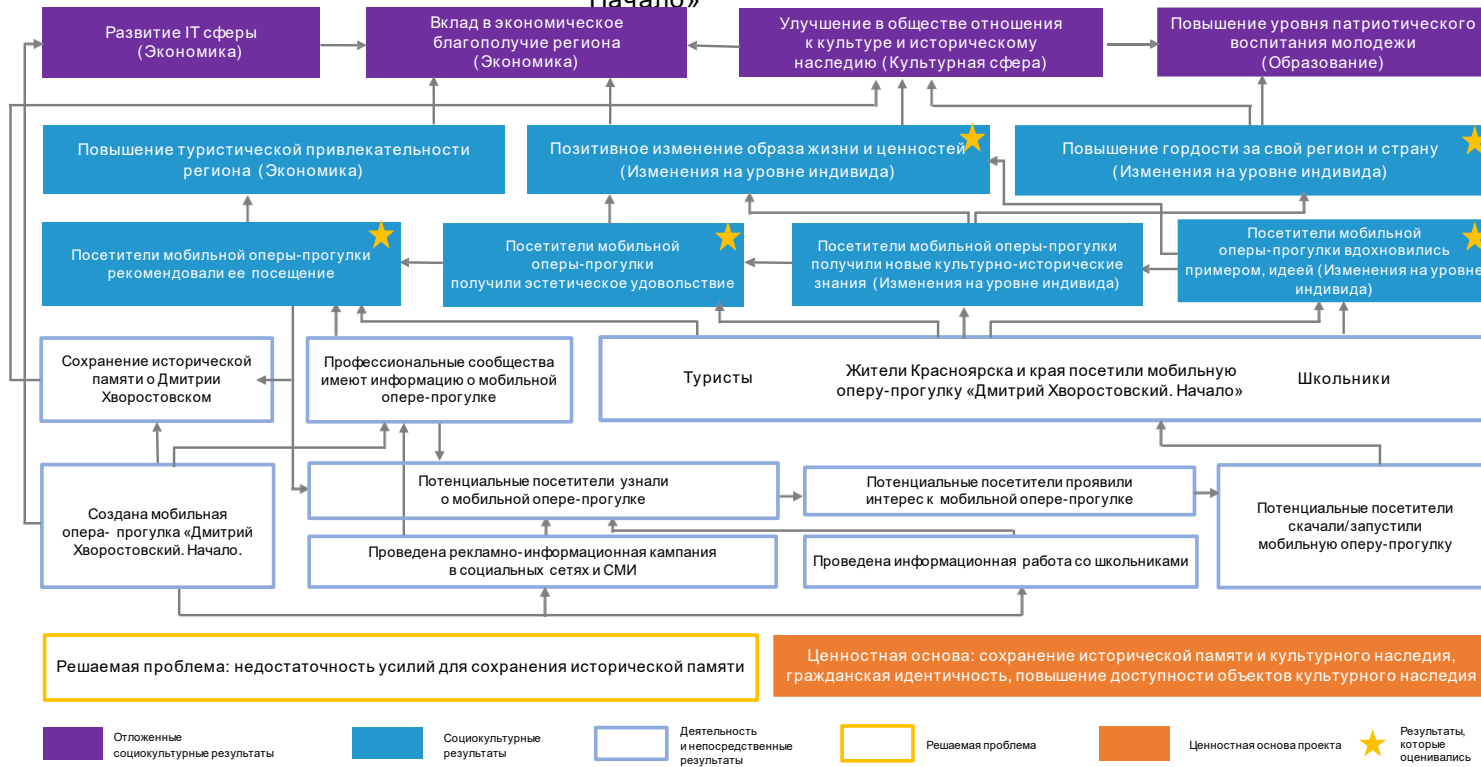 Начало»
Развитие IT сферы
(Экономика)
Вклад в экономическое
благополучие региона
(Экономика)
Улучшение в обществе отношения
к культуре и историческому
наследию (Культурная сфера)
Повышение уровня патриотического
воспитания молодежи
(Образование)
Повышение туристической привлекательности
региона (Экономика)
Позитивное изменение образа жизни и ценностей
(Изменения на уровне индивида)
Повышение гордости за свой регион и страну
(Изменения на уровне индивида)
Посетители мобильной оперы-прогулки
рекомендовали ее посещение
Посетители мобильной
оперы-прогулки
получили эстетическое удовольствие
Посетители мобильной оперы-прогулки
получили новые культурно-исторические
знания (Изменения на уровне индивида)
Посетители мобильной
оперы-прогулки вдохновились
примером, идеей (Изменения на уровне
индивида)
Сохранение исторической
памяти о Дмитрии
Хворостовском
Профессиональные сообщества
имеют информацию о мобильной
опере-прогулке
Туристы
Жители Красноярска и края посетили мобильную
оперу-прогулку «Дмитрий Хворостовский. Начало»
Школьники
Создана мобильная
опера- прогулка «Дмитрий
Хворостовский. Начало.
Потенциальные посетители узнали
о мобильной опере-прогулке
Потенциальные посетители проявили
интерес к мобильной опере-прогулке
Потенциальные посетители
скачали/запустили
мобильную оперу-прогулку
Проведена рекламно-информационная кампания
в социальных сетях и СМИ
Проведена информационная работа со школьниками
Решаемая проблема: недостаточность усилий для сохранения исторической памяти
Ценностная основа: сохранение исторической памяти и культурного наследия,
гражданская идентичность, повышение доступности объектов культурного наследия
Отложенные
социокультурные результаты
Социокультурные
результаты
Деятельность
и непосредственные
результаты
Решаемая проблема
Ценностная основа проекта
Результаты,
которые
оценивались